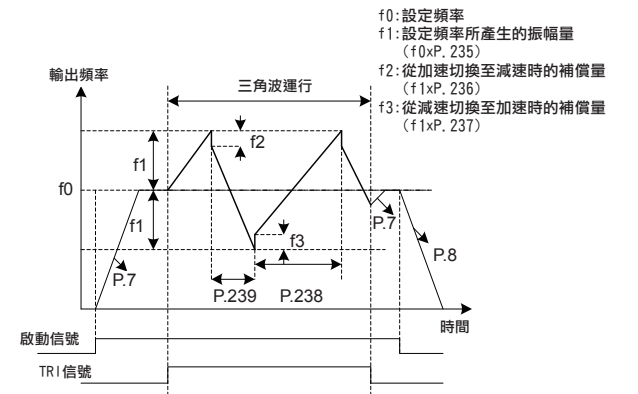 f0:設定頻率
f1:設定頻率所產生的振幅量
(f0xP.235)
f2:從加速切換至減速時的補償量
(f1xP.236)
f3:從減速切換至加速時的補償量
(f1xP.237)
輸出頻率
三角波運行
f1
f2
f0
f1
f3
P.7
P.7
P.8
P.239
P.238
時間
啟動信號
TRI信號